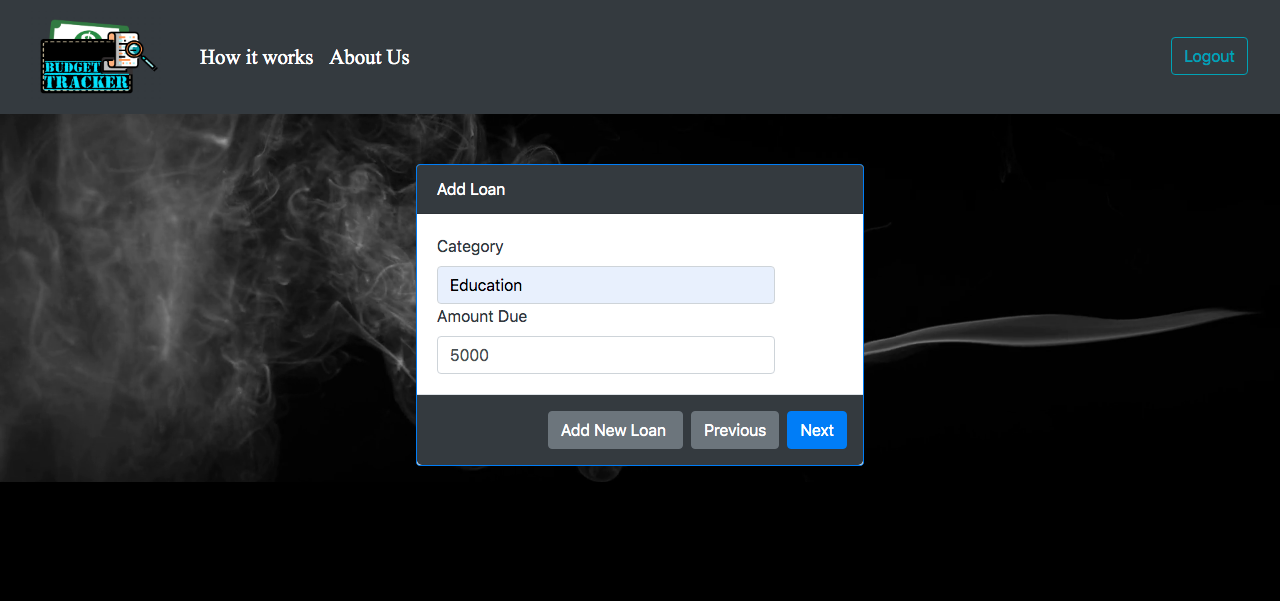 BUDGET
TRACKER
How it works About Us
Logout
Add Loan
Category
Education
Amount Due
5000
Add New Loan Previous Next